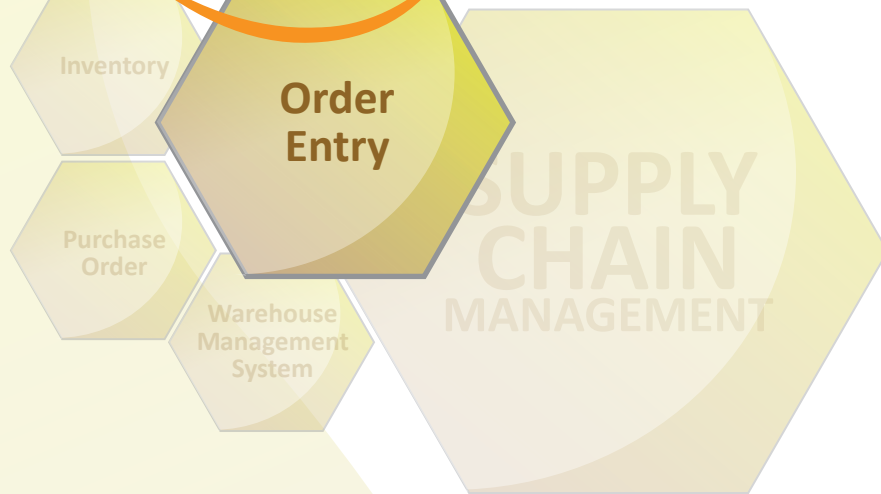 Inventory
Order
Entry
Purchase
Order
Warehouse
Management
System
SUPPLY
CHAIN
MANAGEMENT